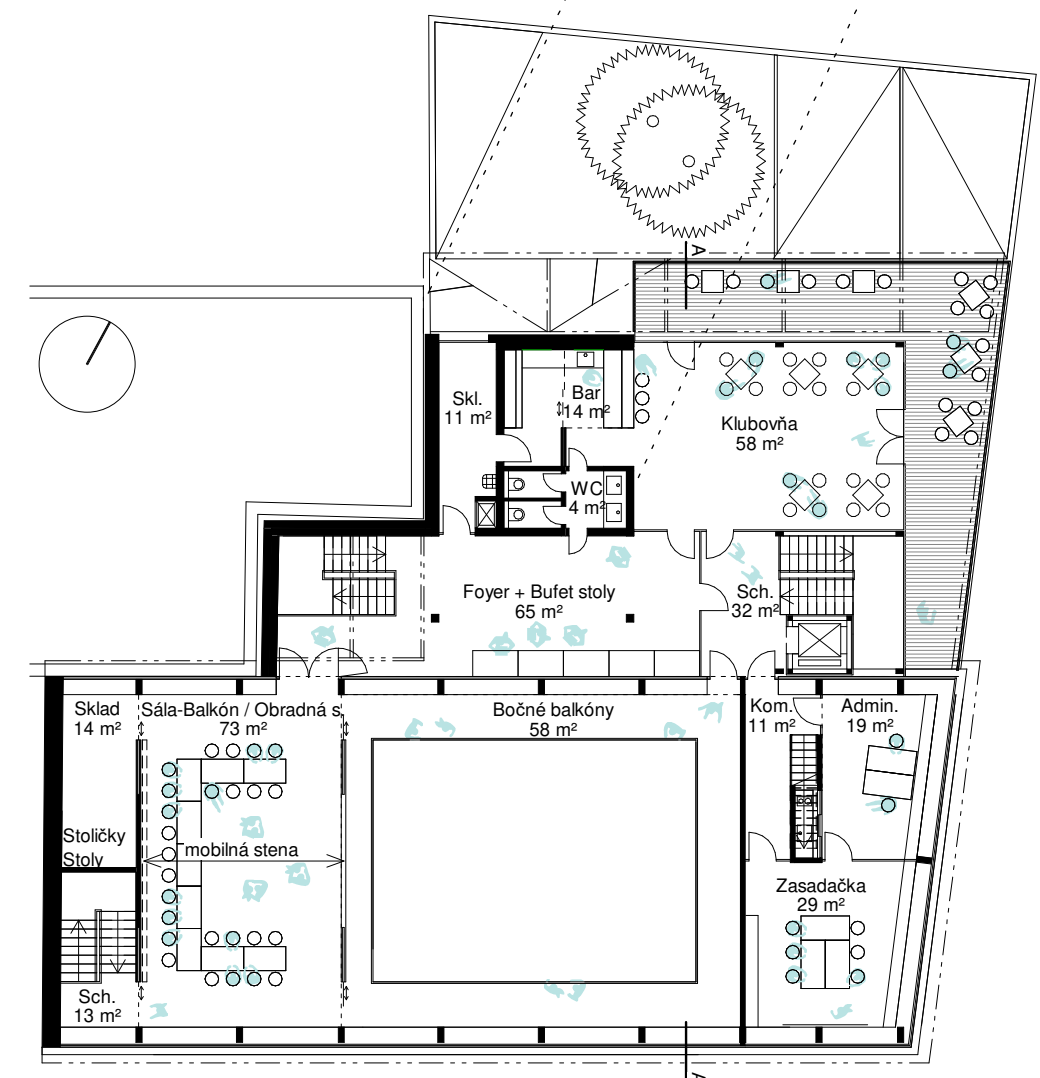 A
Skl.
11 m²
Bar
14 m²
Klubovňa
58 m²
WC
4 m²
Foyer + Bufet stoly
65 m²
Sch.
32 m²
Sklad
14 m²
Sála-Balkón / Obradná s.
73 m²
Bočné balkóny
58 m²
Kom.
11 m²
Admin.
19 m²
Stoličky
Stoly
mobilná stena
Zasadačka
29 m²
Sch.
13 m²
A